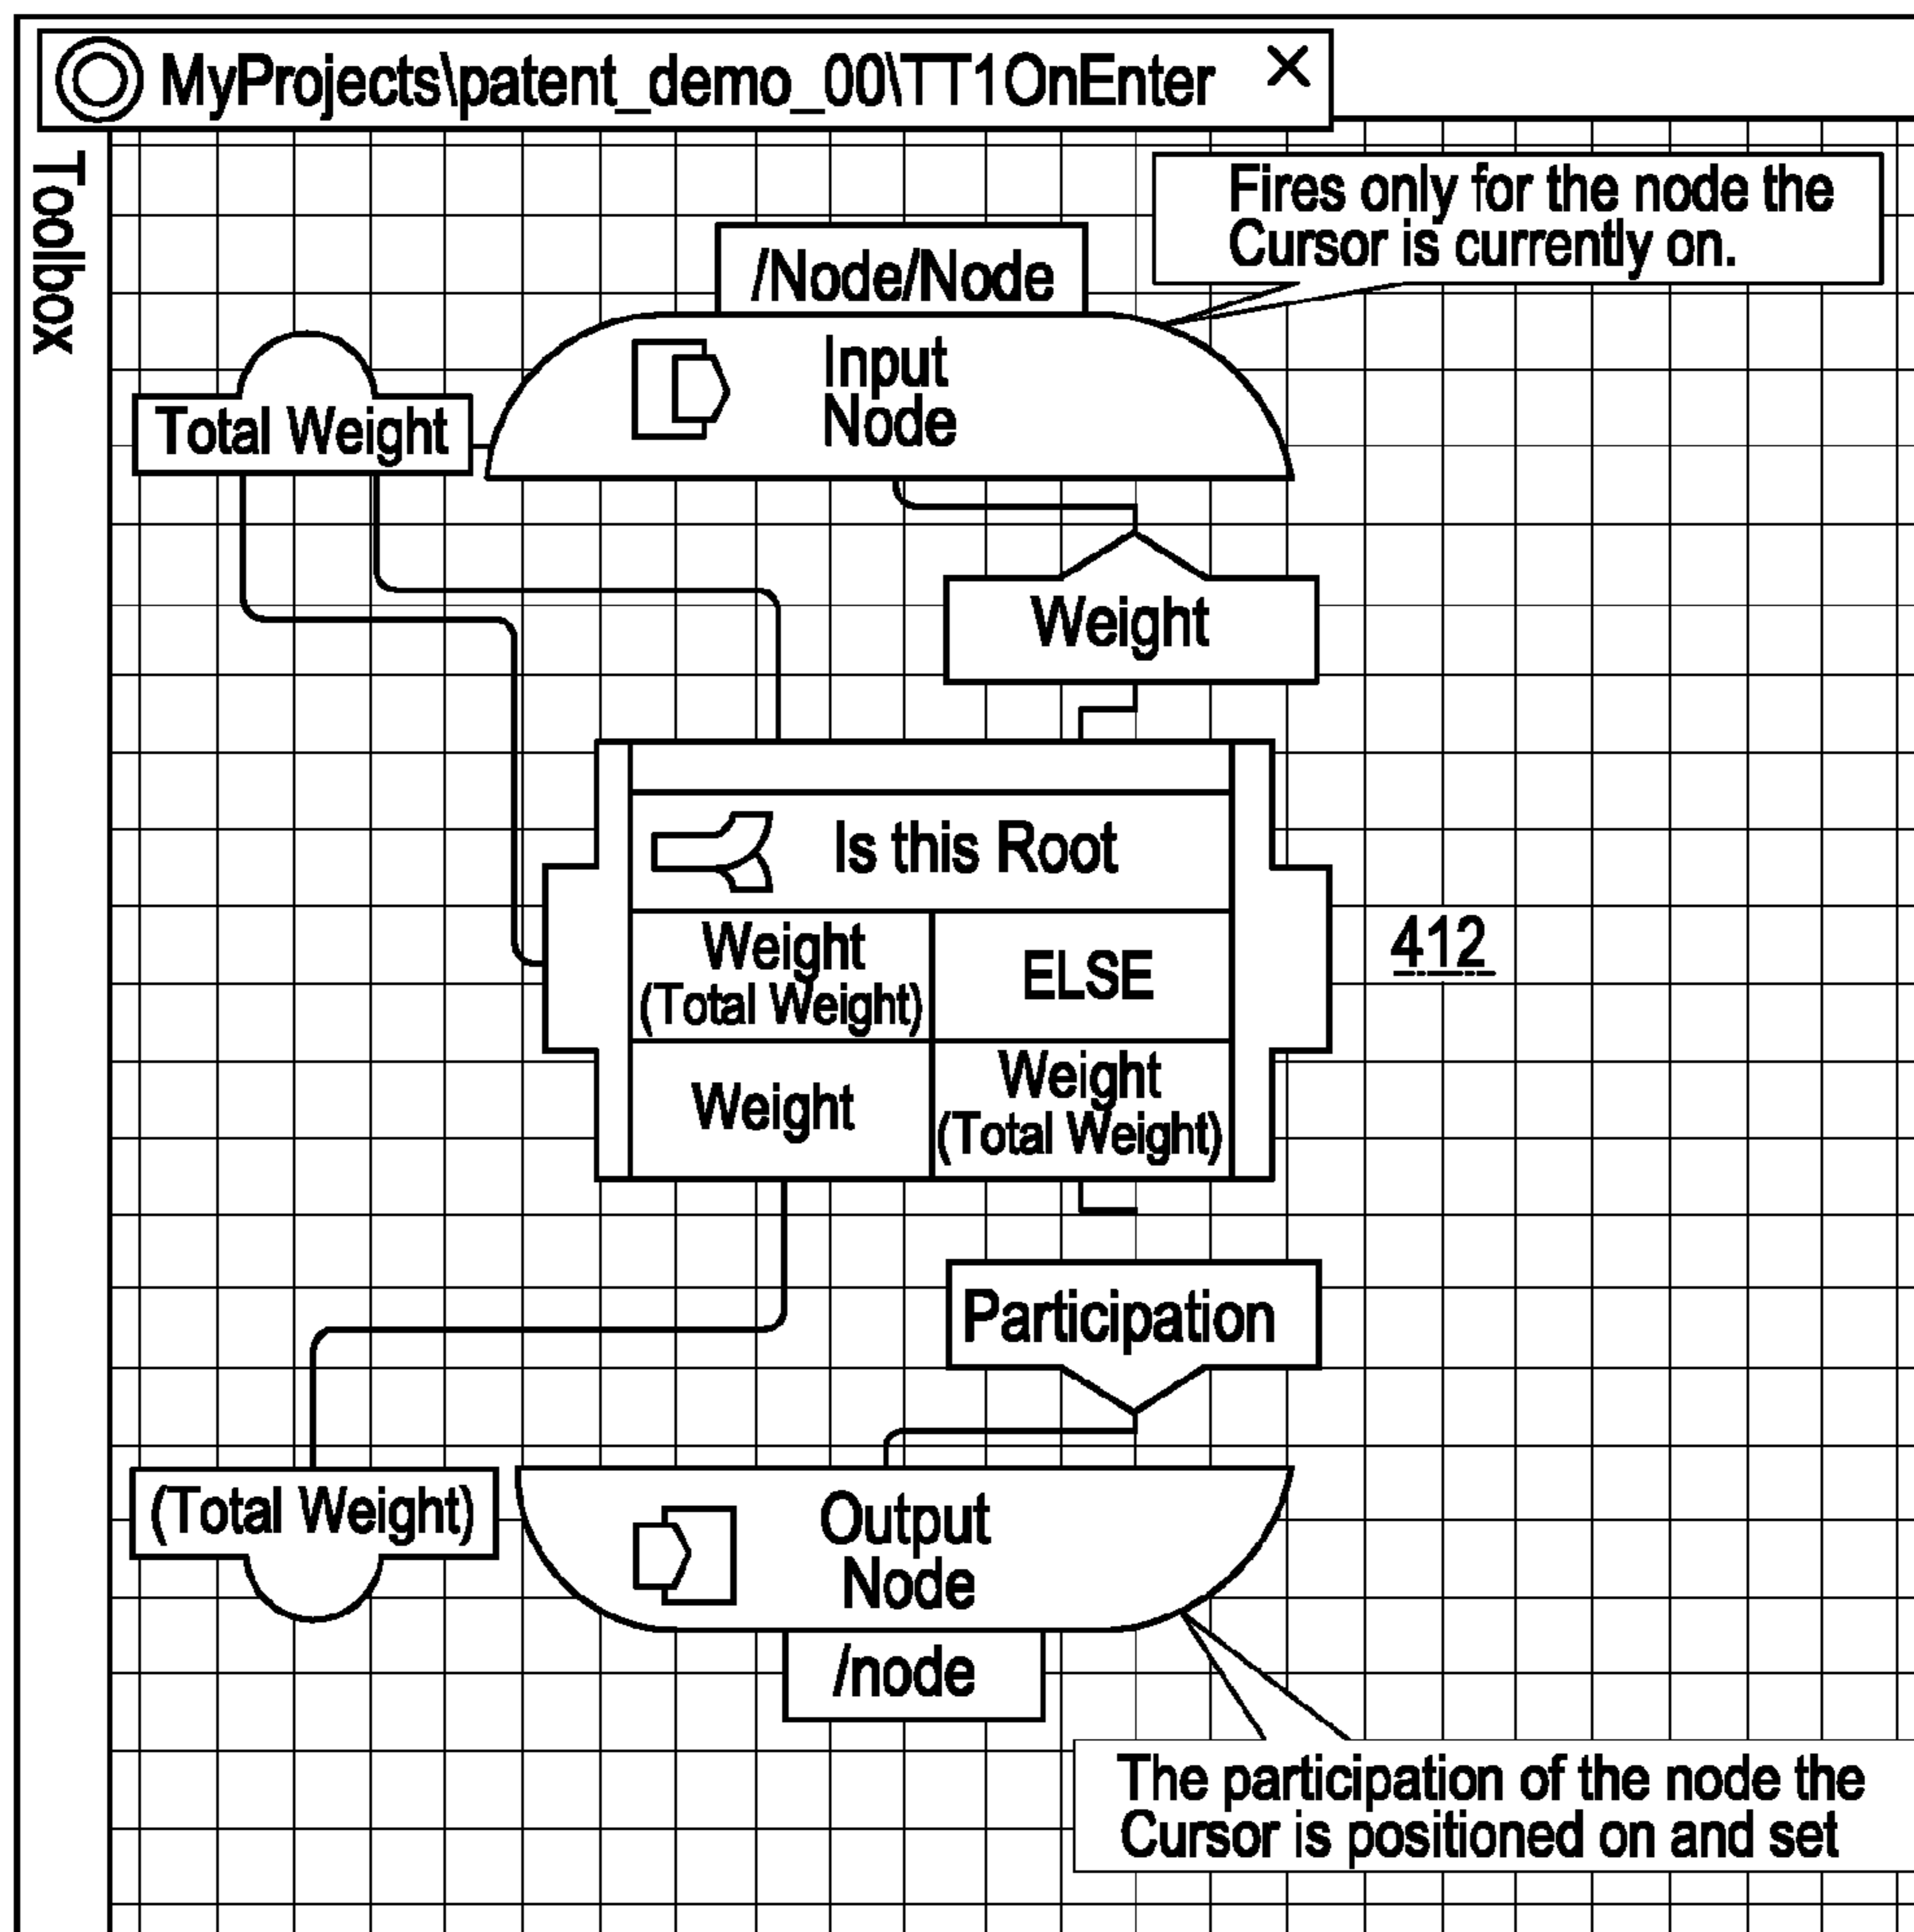 MyProjects\patent_demo_00\TT1OnEnter ×
Toolbox
Fires only for the node the
Cursor is currently on.
/Node/Node
Input
Node
Total Weight
Weight
Is this Root
Weight
(Total Weight)
ELSE
Weight
Weight
(Total Weight)
412
Participation
(Total Weight)
Output
Node
/node
The participation of the node the
Cursor is positioned on and set